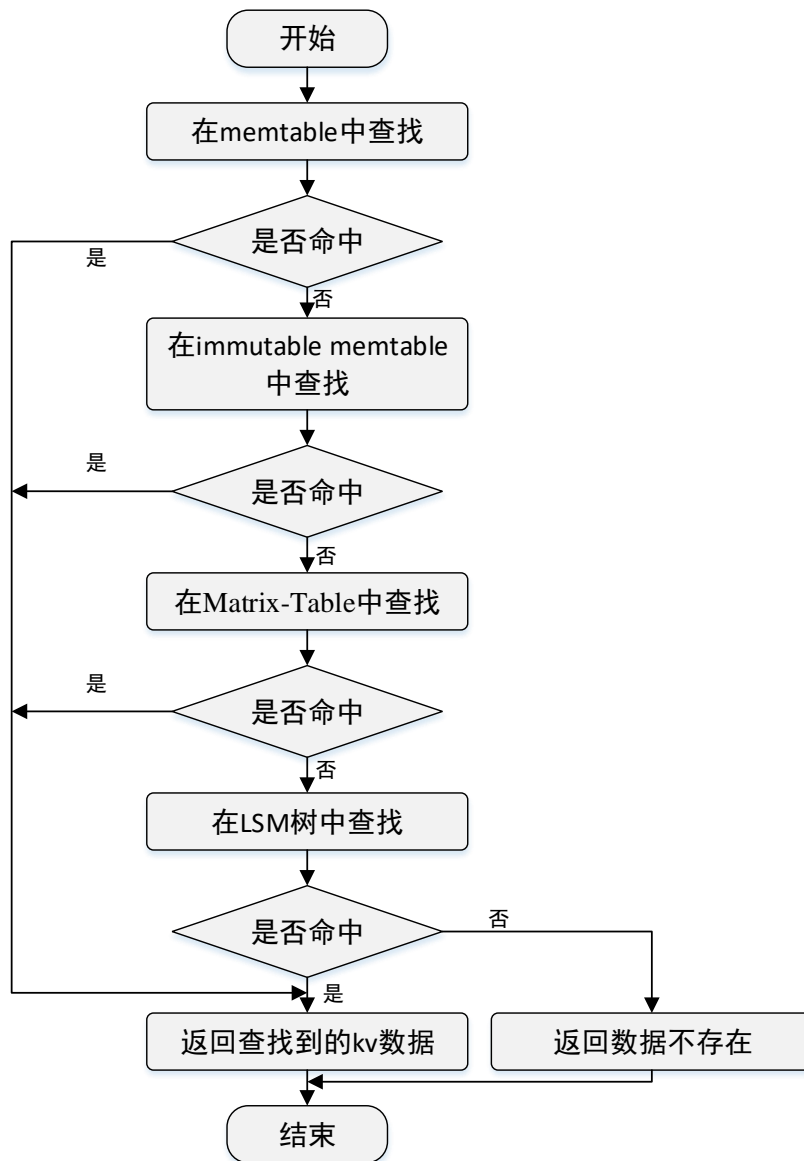 开始
在memtable中查找
是否命中
是
否
在immutable memtable
中查找
是
是否命中
否
在Matrix-Table中查找
是
是否命中
否
在LSM树中查找
是否命中
否
是
返回查找到的kv数据
返回数据不存在
结束